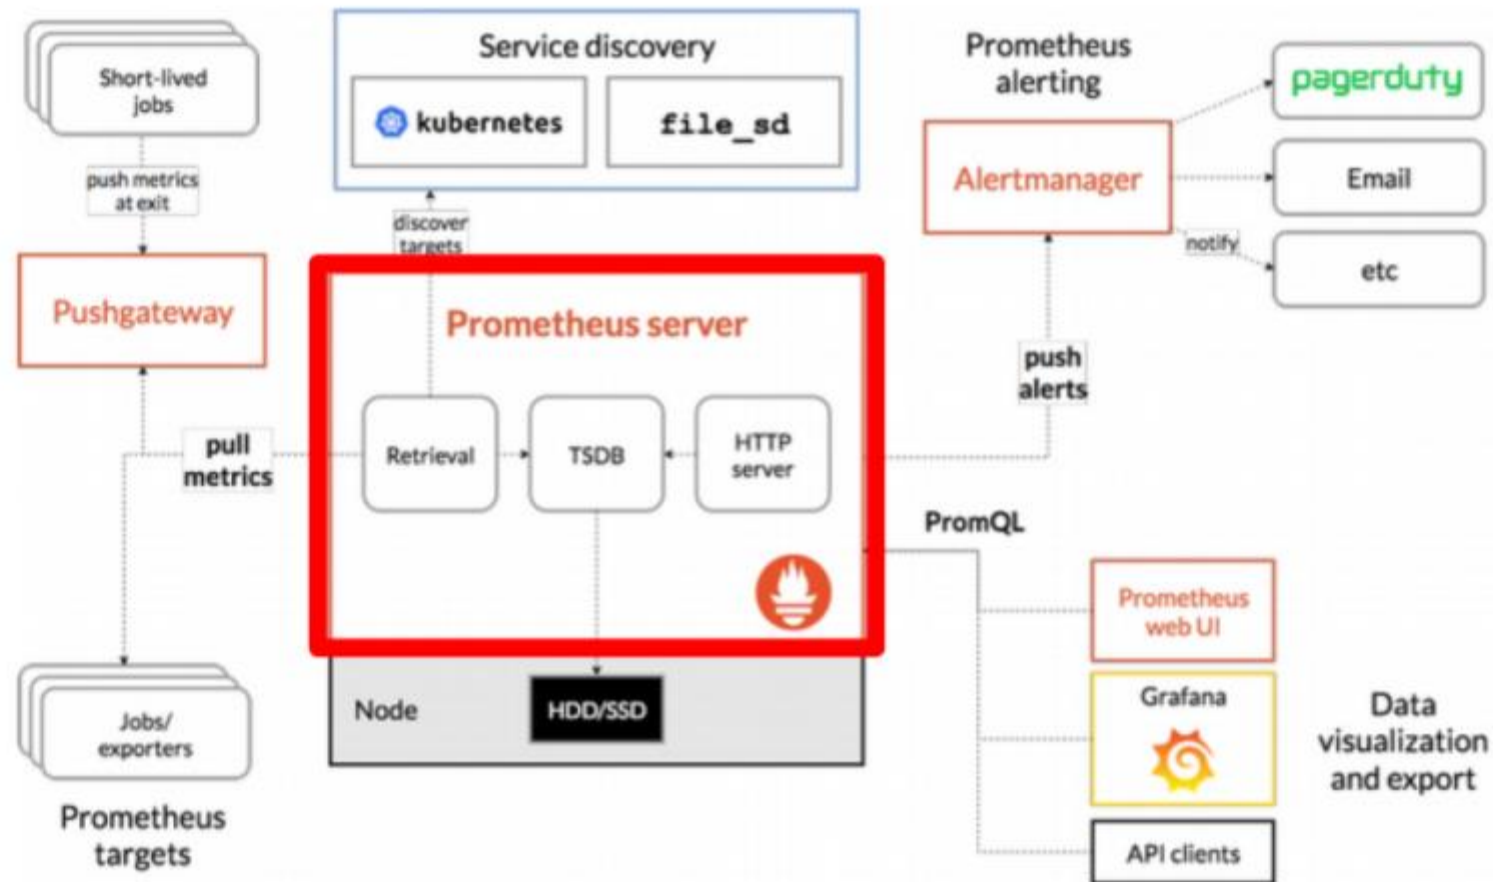 Short-lived
jobs
push metrics
at exit
Pushgateway
pull
metrics
Jobs/
exporters
Prometheus
targets
Service discovery
kubernetes
file_sd
discover
targets
Prometheus server
Retrieval
TSDB
HTTP
server
Node
HDD/SSD
Prometheus
alerting
Alertmanager
pagerduty
Email
etc
notify
push
alerts
PromQL
Prometheus
web UI
Grafana
API clients
Data
visualization
and export